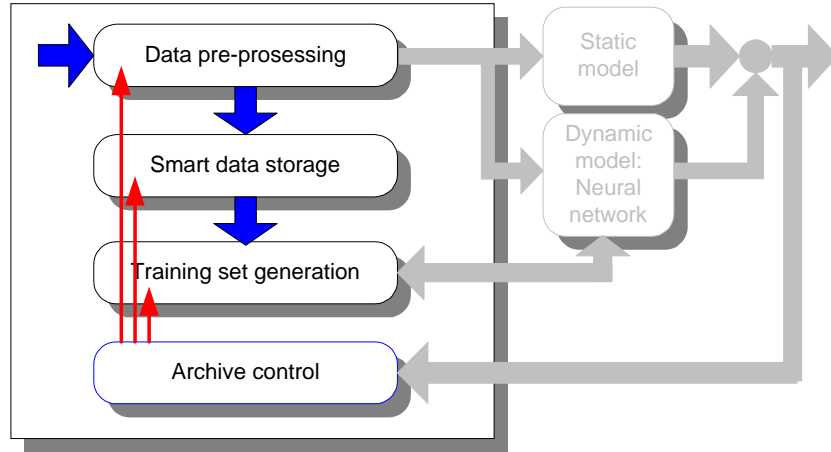 Data pre-prosessing
Static
model
Smart data storage
Dynamic
model:
Neural
network
Training set generation
Archive control